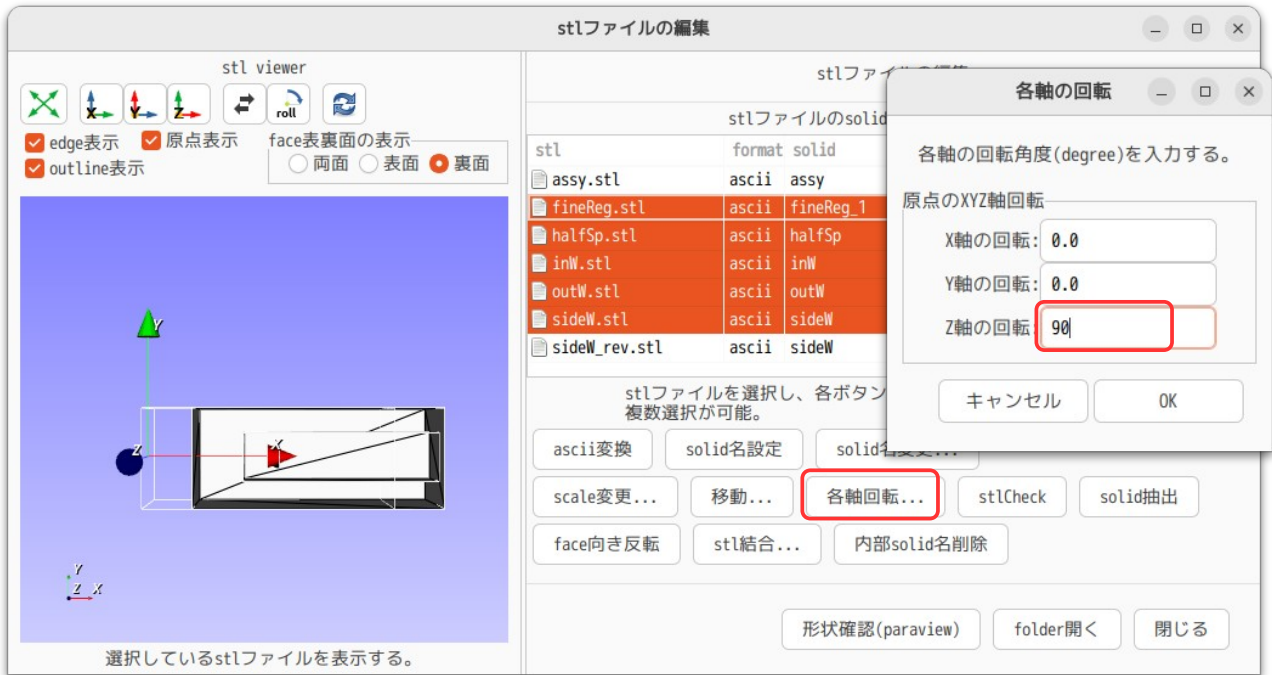 stlファイルの編集
stl viewer
roll
edge表示
原点表示
outline表示
face表裏面の表示
両面
表面
裏面
Y
Z
X
Y
Z
X
選択しているstlファイルを表示する。
stlファイルの編集
stlファイルのsolid
stl format solid
assy.stl ascii assy
fineReg.stl ascii fineReg_1
halfSp.stl ascii halfSp
inW.stl ascii inW
outW.stl ascii outW
sideW.stl ascii sideW
sideW_rev.stl ascii sideW
stlファイルを選択し、各ボタン
複数選択が可能。
ascii変換
solid名設定
solid名変更...
scale変更...
移動...
各軸回転...
stlCheck
solid抽出
face向き反転
stl結合...
内部solid名削除
形状確認(paraview)
folder開く
閉じる
各軸の回転
各軸の回転角度(degree)を入力する。
原点のXYZ軸回転
X軸の回転: 0.0
Y軸の回転: 0.0
Z軸の回転: 90
キャンセル
OK